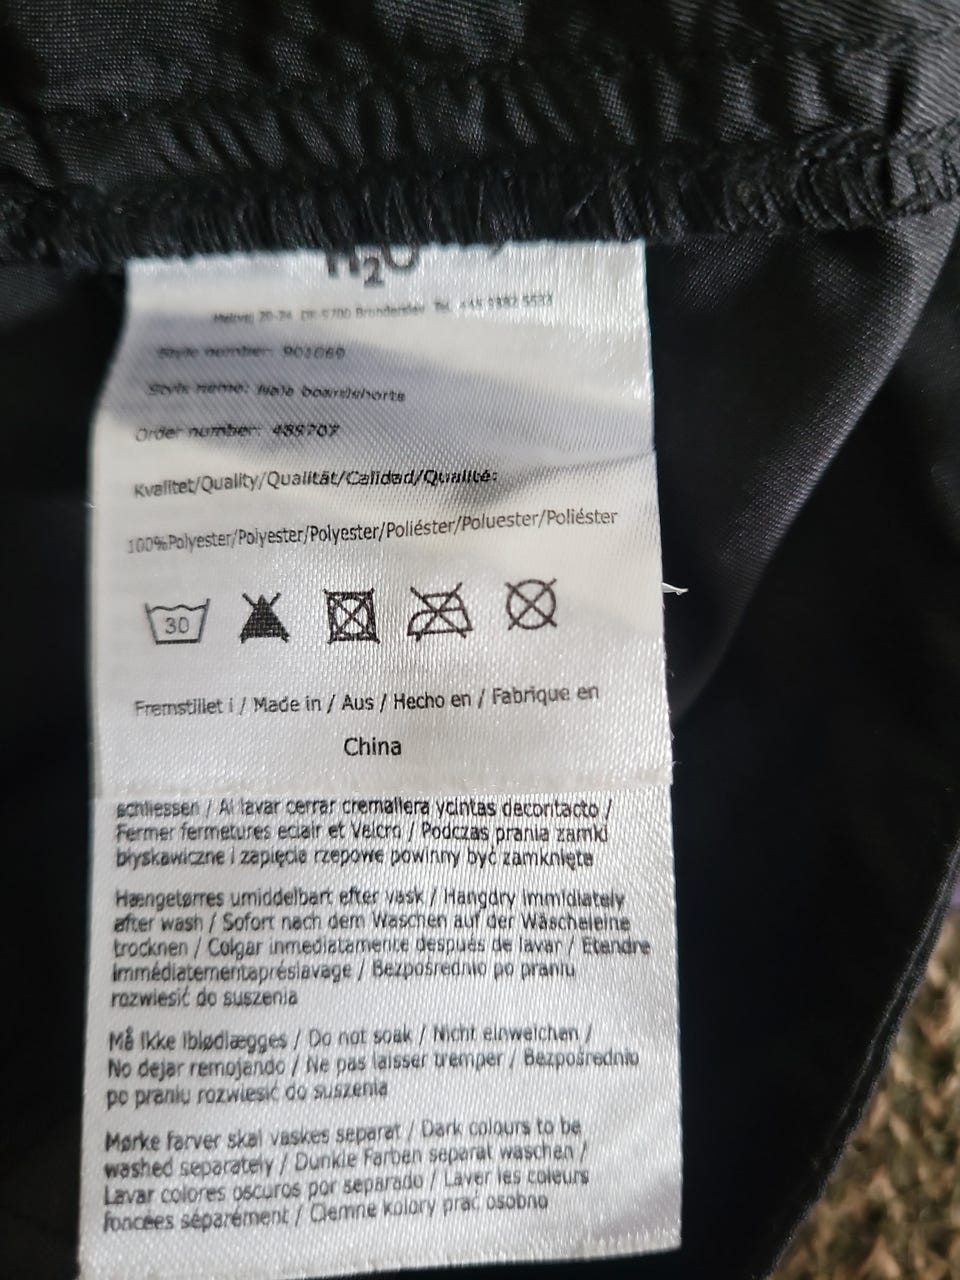 H2O
Style number: 901069
Style name: boardshorts
Order number: 489707
Kvalitet/Quality/Qualität/Calidad/Qualité:
100%Polyester/Polyester/Polyester/Poliéster/Poluester/Poliéster
30
Fremstillet i / Made in / Aus / Hecho en / Fabrique en
China
schliessen / Al lavar cerrar cremallera ycintas decontacto /
Fermer fermetures eclair et Velcro / Podczas prania zamki
błyskawiczne i zapięcia rzepowe powinny być zamknięte
Hængetørres umiddelbart efter vask / Hangdry immidiately
after wash / Sofort nach dem Waschen auf der Wäscheleine
trocknen / Colgar inmediatamente después de lavar / Etendre
immédiatementapréslavage / Bezpośrednio po praniu
rozwiesić do suszenia
Må ikke iblødlægges / Do not soak / Nicht einweichen /
No dejar remojando / Ne pas laisser tremper / Bezpośrednio
po praniu rozwiesić do suszenia
Mørke farver skal vaskes separat / Dark colours to be
washed separately / Dunkle Farben separat waschen /
Lavar colores oscuros por separado / Laver les coleurs
foncées séparément / Ciemne kolory prać osobno